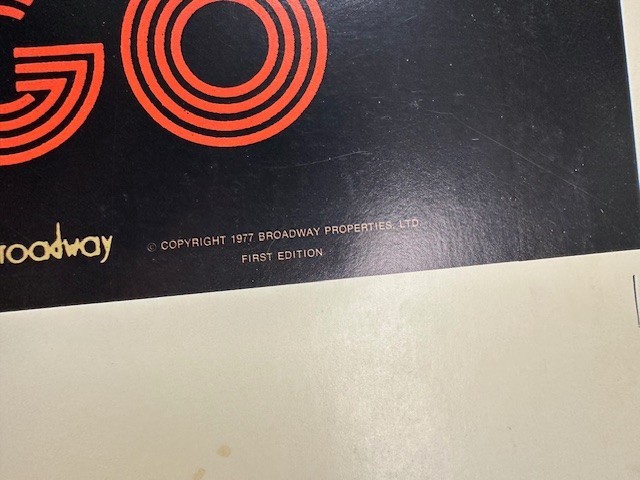 GO
roadway
© COPYRIGHT 1977 BROADWAY PROPERTIES, LTD.
FIRST EDITION